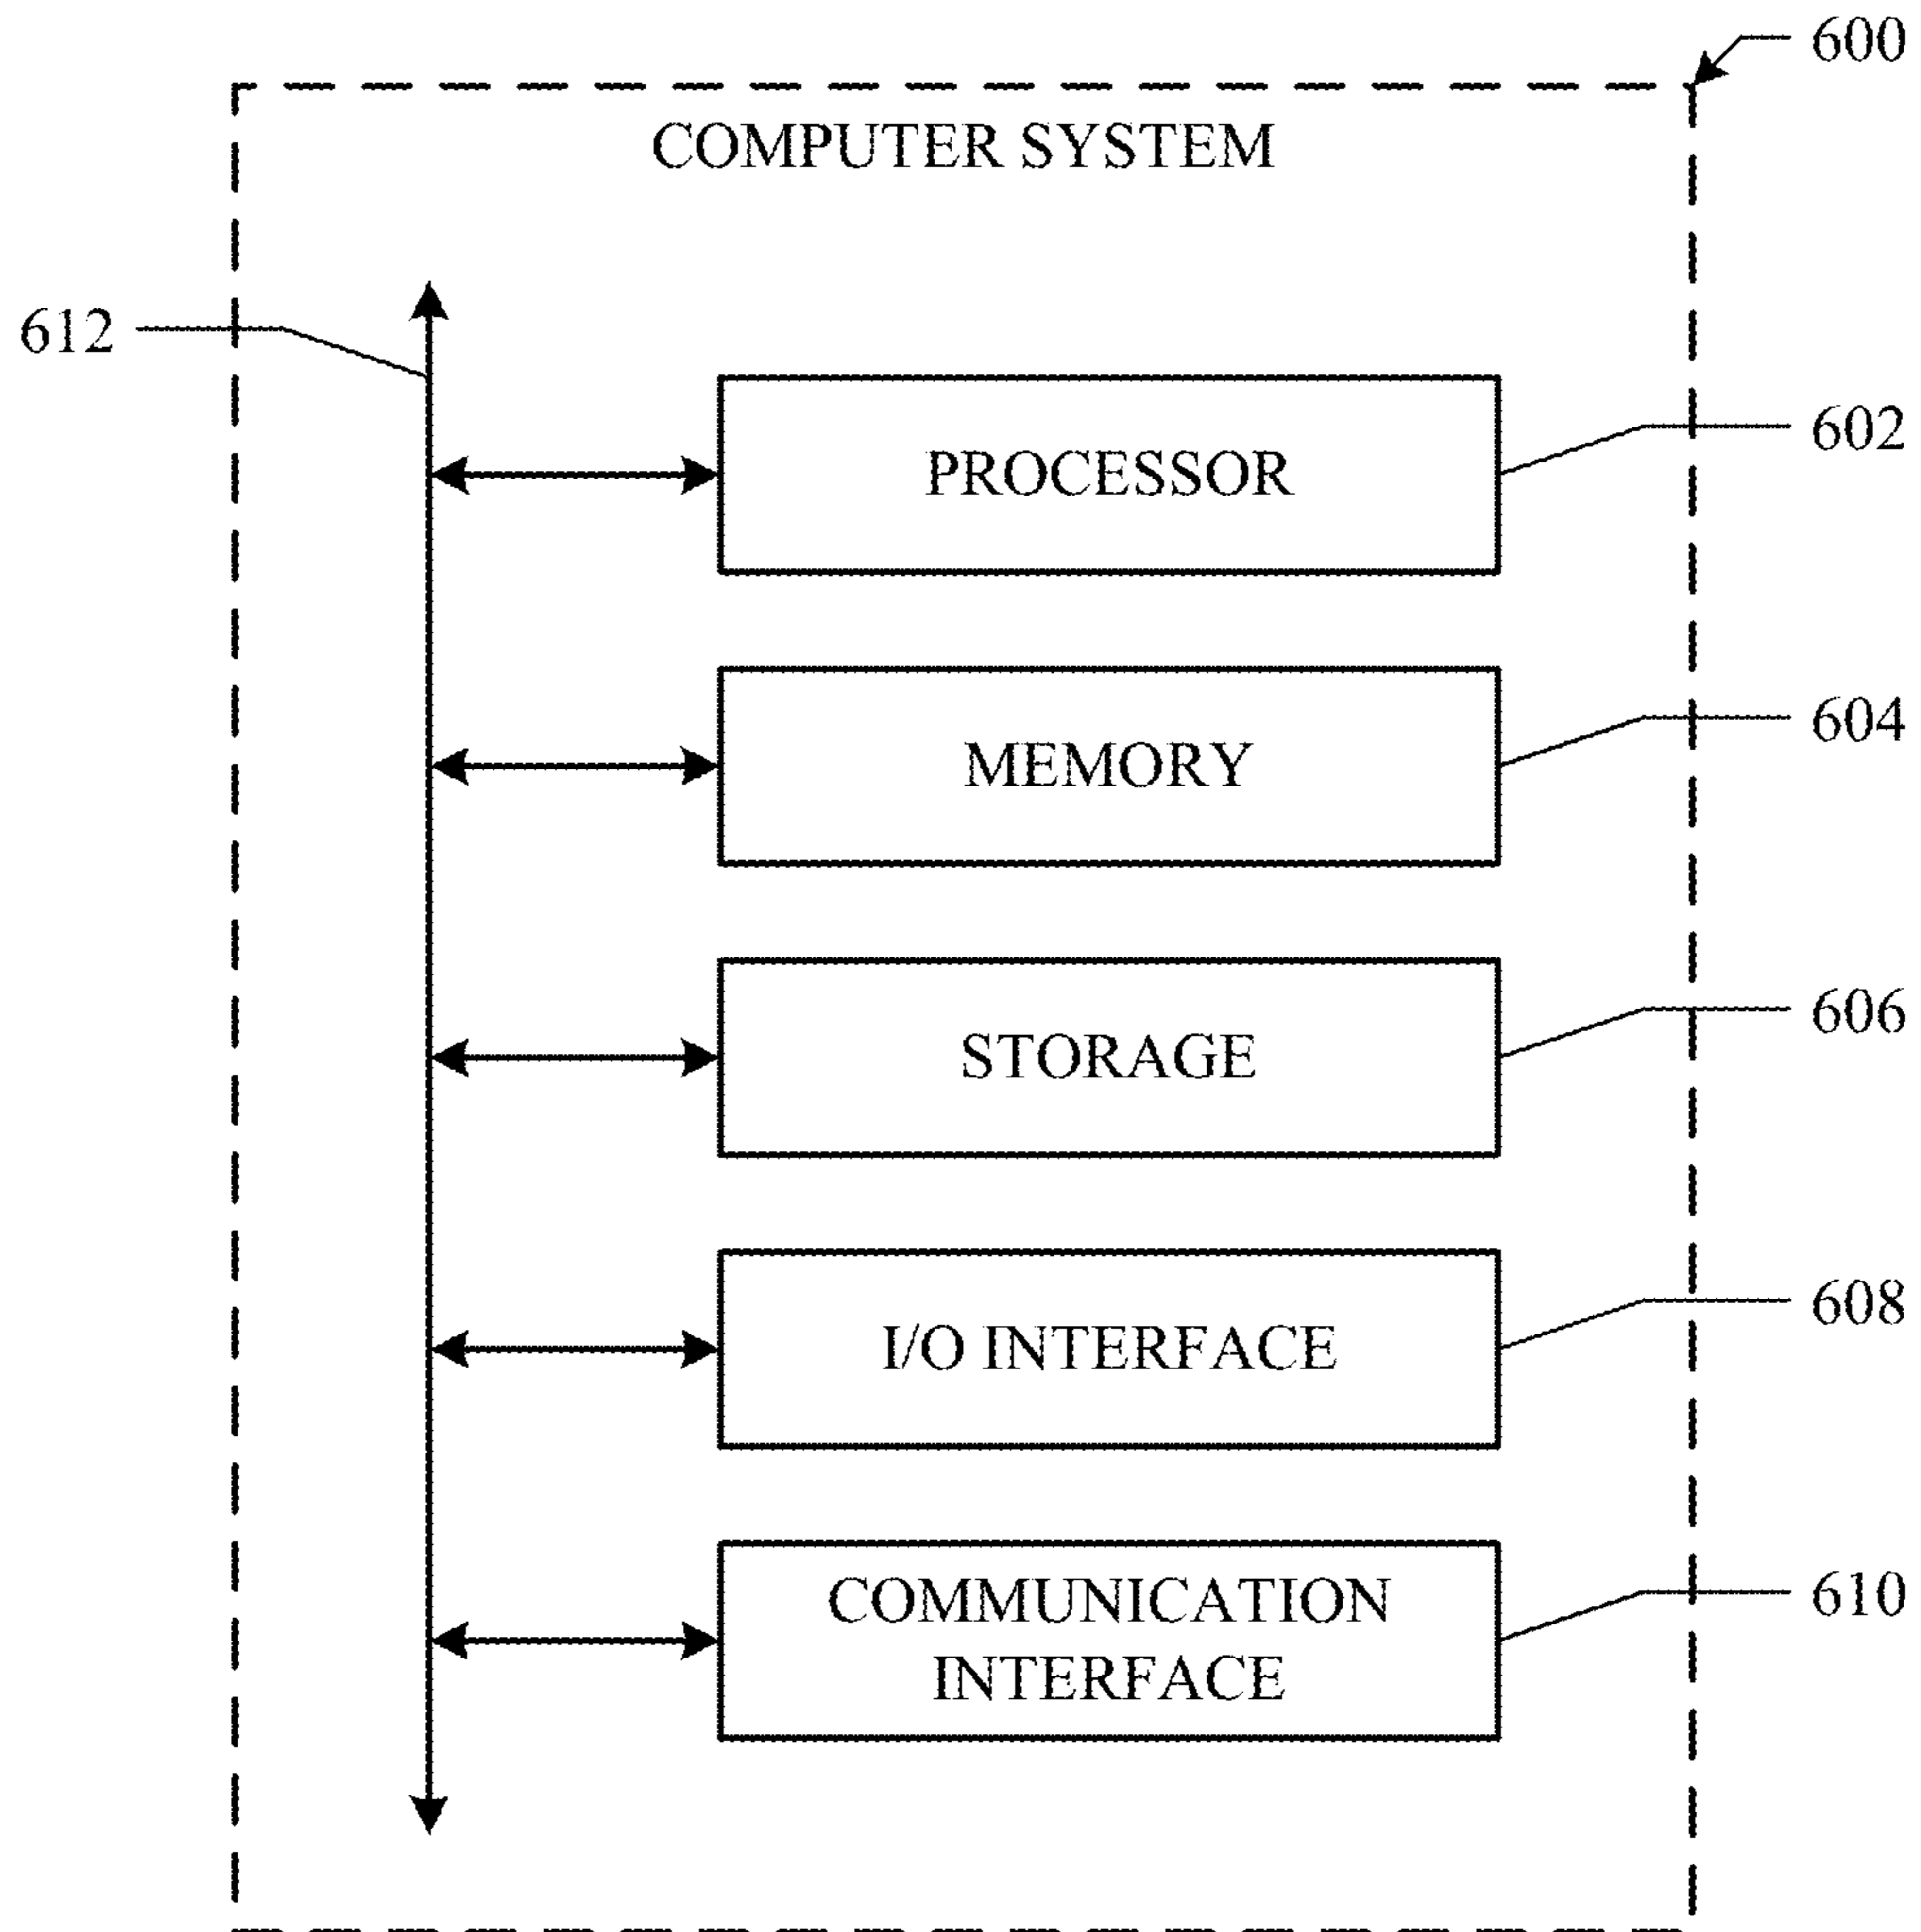 600
COMPUTER SYSTEM
612
602
PROCESSOR
604
MEMORY
606
STORAGE
608
I/O INTERFACE
610
COMMUNICATION
INTERFACE